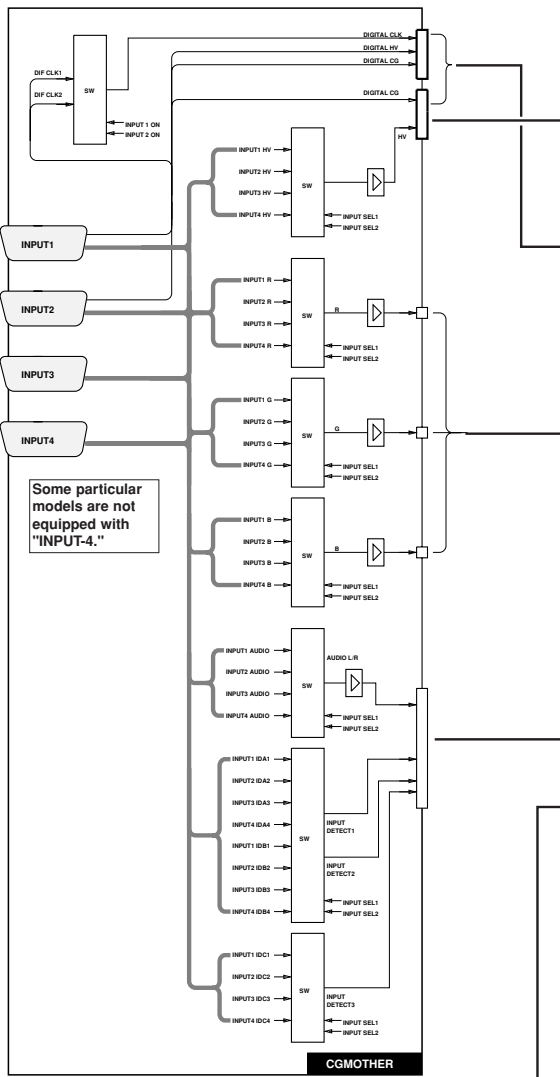 DIGITAL CLK
DIGITAL HV
DIGITAL CG
DIF CLK1
DIF CLK2
SW
DIGITAL CG
INPUT 1 ON
INPUT 2 ON
HV
INPUT1 HV
INPUT2 HV
INPUT3 HV
INPUT4 HV
SW
INPUT SEL1
INPUT SEL2
INPUT1
INPUT2
INPUT3
INPUT4
INPUT1 R
INPUT2 R
INPUT3 R
INPUT4 R
SW
R
INPUT SEL1
INPUT SEL2
INPUT1 G
INPUT2 G
INPUT3 G
INPUT4 G
SW
G
INPUT SEL1
INPUT SEL2
Some particular
models are not
equipped with
"INPUT-4."
INPUT1 B
INPUT2 B
INPUT3 B
INPUT4 B
SW
B
INPUT SEL1
INPUT SEL2
INPUT1 AUDIO
INPUT2 AUDIO
INPUT3 AUDIO
INPUT4 AUDIO
SW
AUDIO L/R
INPUT SEL1
INPUT SEL2
INPUT1 IDA1
INPUT2 IDA2
INPUT3 IDA3
INPUT4 IDA4
INPUT1 IDB1
INPUT2 IDB2
INPUT3 IDB3
INPUT4 IDB4
SW
INPUT
DETECT1
INPUT
DETECT2
INPUT SEL1
INPUT SEL2
INPUT1 IDC1
INPUT2 IDC2
INPUT3 IDC3
INPUT4 IDC4
SW
INPUT
DETECT3
INPUT SEL1
INPUT SEL2
CGMOTHER